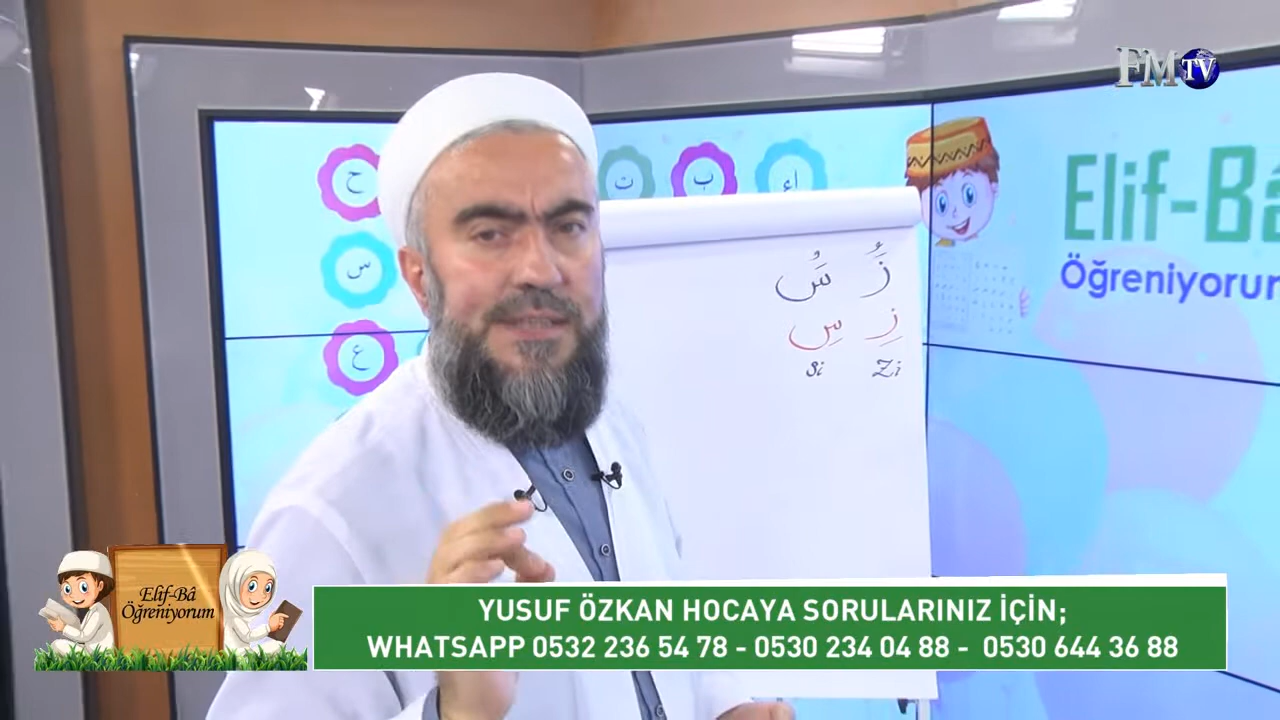 FM TV
ح
ت
ب
اء
س
ع
Elif-Bâ
Öğreniyorum
زُ سُ
زِ سِ
si Zi
Elif-Bâ
Öğreniyorum
YUSUF ÖZKAN HOCAYA SORULARINIZ İÇİN;
WHATSAPP 0532 236 54 78 - 0530 234 04 88 - 0530 644 36 88